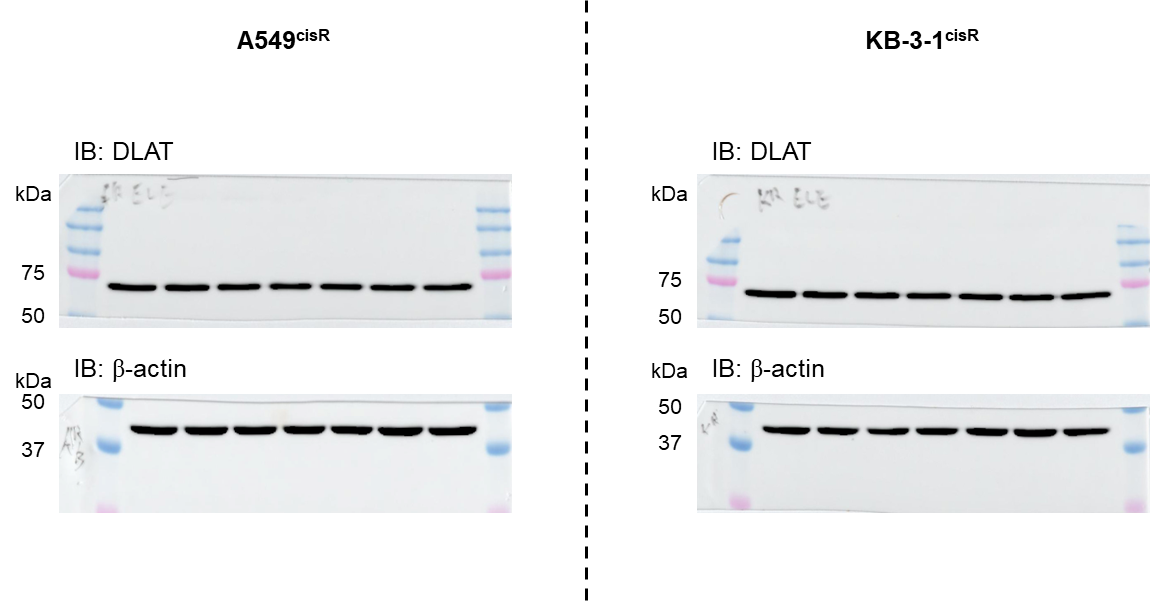 A549cisR
KB-3-1cisR
IB: DLAT
kDa
75
50
IB: β-actin
kDa
50
37
IB: DLAT
kDa
75
50
IB: β-actin
kDa
50
37